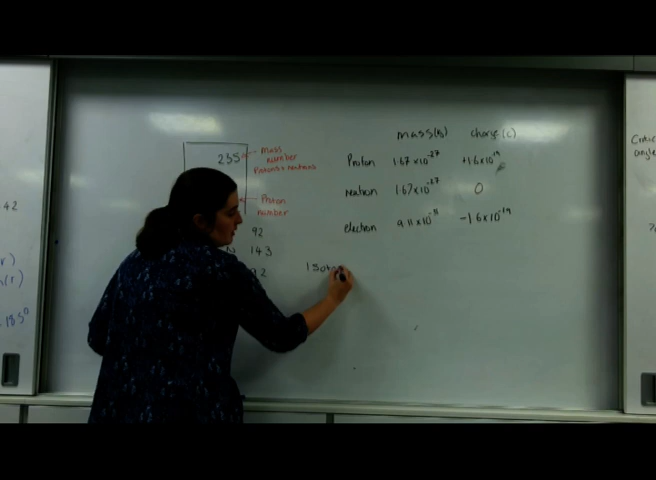 mass(kg) charge (C)
235 mass
number
Protons + neutrons
Proton 1.67 x 10^-27 +1.6 x 10^-19
neutron 1.67 x 10^-27 0
Proton
number
electron 9.11 x 10^-31 -1.6 x 10^-19
92
143
92
Isoto
42
Critical
angle